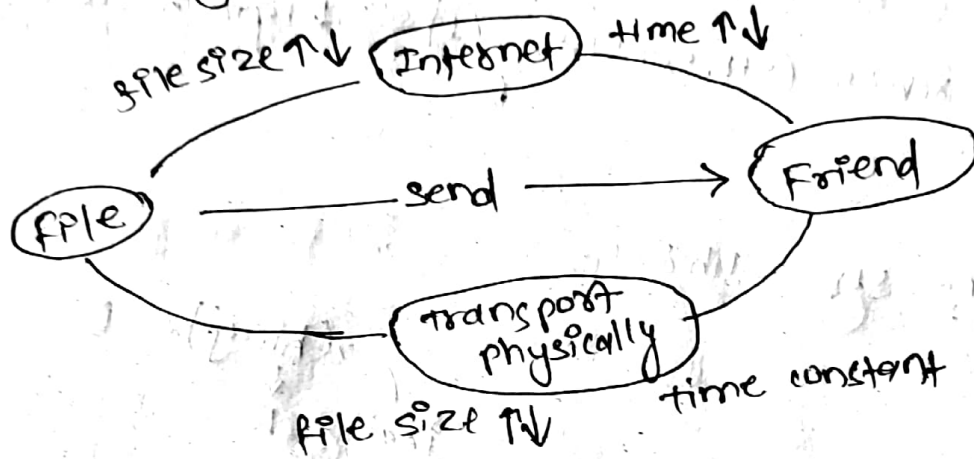 file size ↑↓
Internet
time ↑↓
File
send
Friend
transport
physically
file size ↑↓
time constant